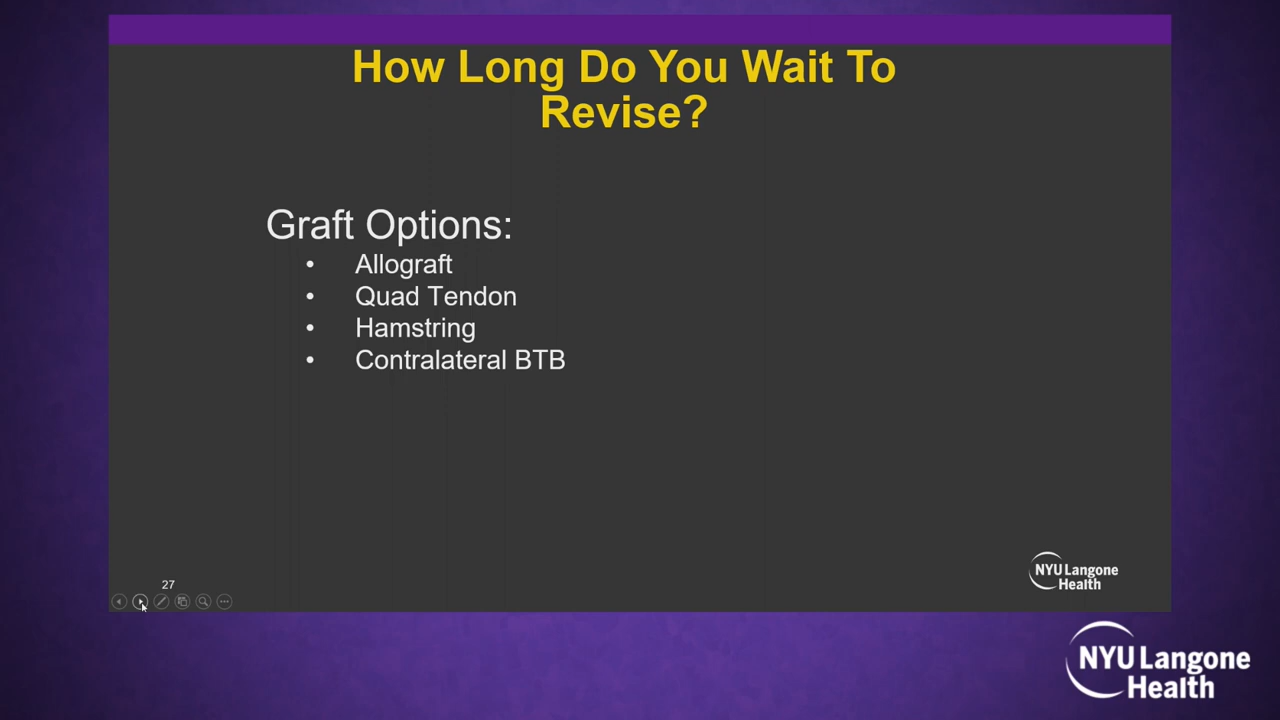 How Long Do You Wait To
Revise?
Graft Options:
• Allograft
• Quad Tendon
• Hamstring
• Contralateral BTB
NYU Langone
Health
27
NYU Langone
Health